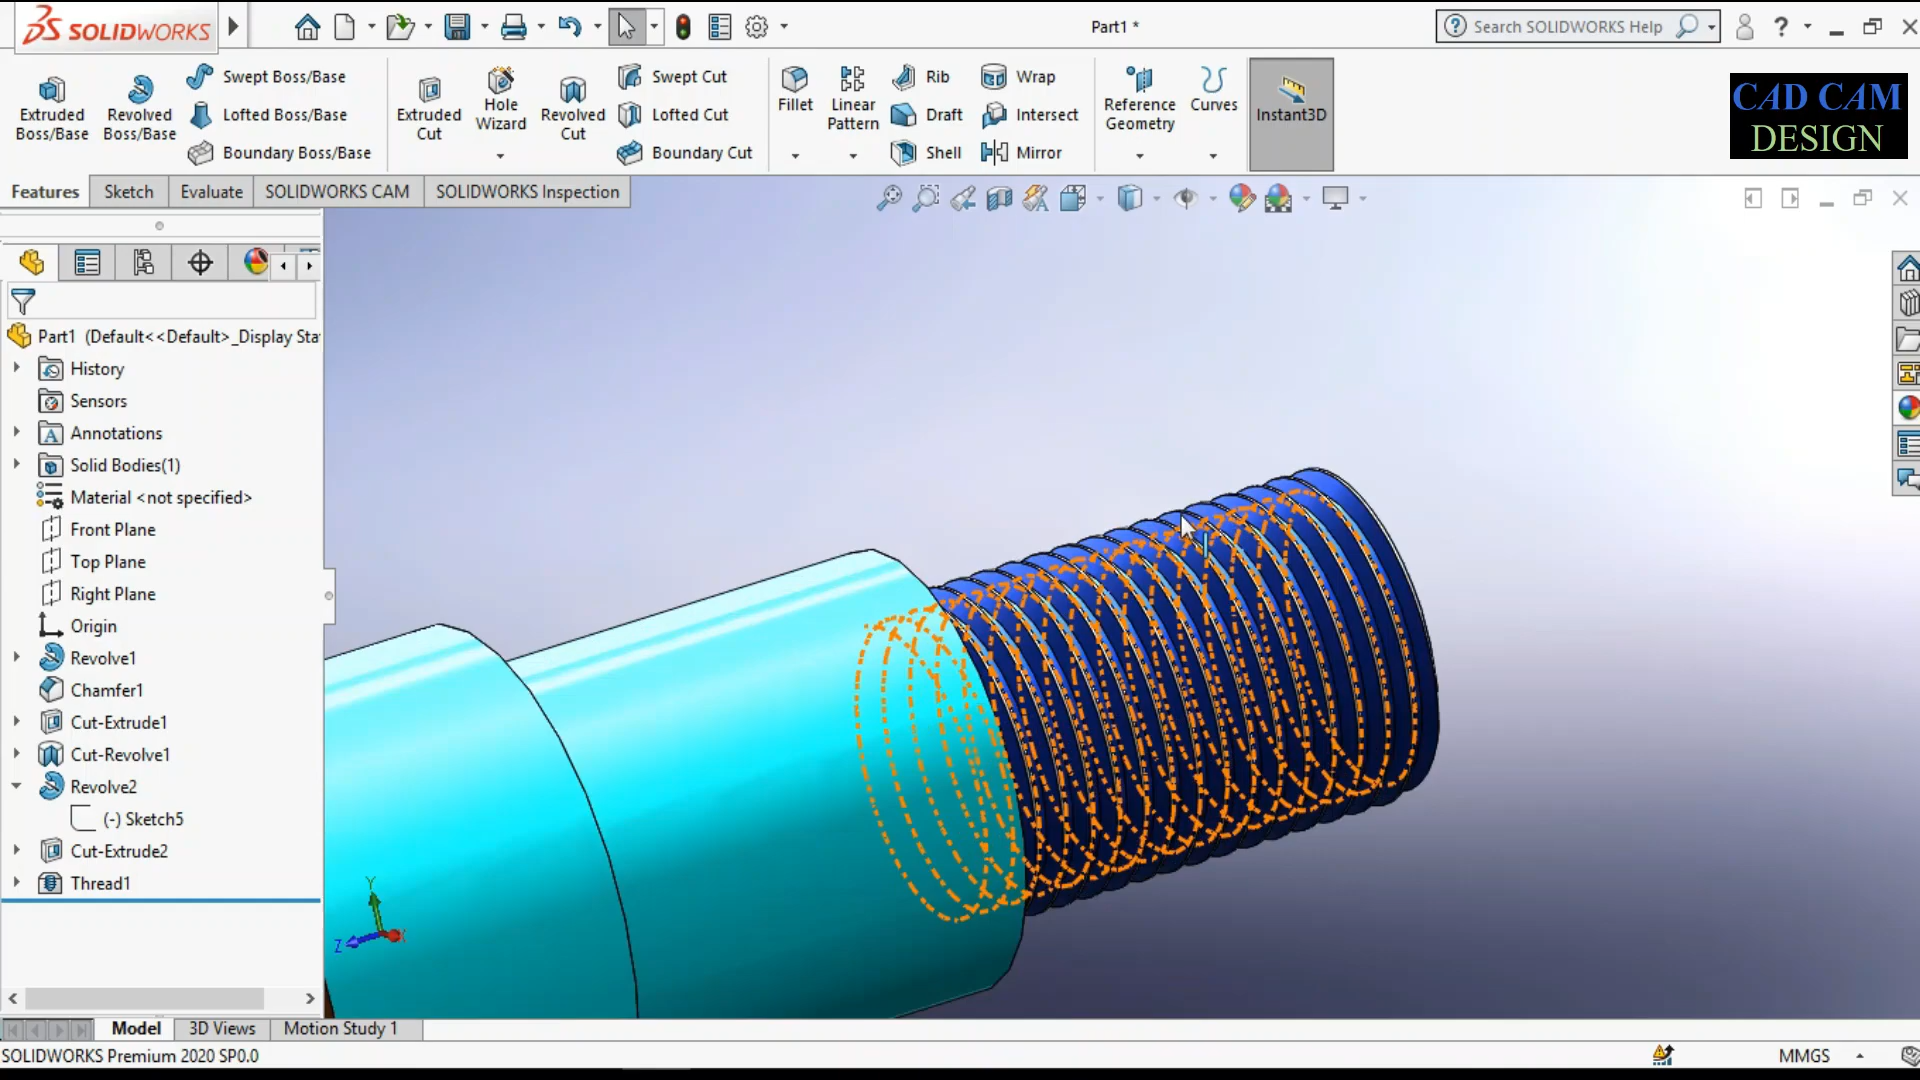 SOLIDWORKS
Part1 *
Search SOLIDWORKS Help
Extruded Boss/Base
Revolved Boss/Base
Swept Boss/Base
Lofted Boss/Base
Boundary Boss/Base
Extruded Cut
Hole Wizard
Revolved Cut
Swept Cut
Lofted Cut
Boundary Cut
Fillet
Linear Pattern
Rib
Draft
Shell
Wrap
Intersect
Mirror
Reference Geometry
Curves
Instant3D
CAD CAM
DESIGN
Features
Sketch
Evaluate
SOLIDWORKS CAM
SOLIDWORKS Inspection
Part1 (Default<<Default>_Display Sta
History
Sensors
Annotations
Solid Bodies(1)
Material <not specified>
Front Plane
Top Plane
Right Plane
Origin
Revolve1
Chamfer1
Cut-Extrude1
Cut-Revolve1
Revolve2
(-) Sketch5
Cut-Extrude2
Thread1
Y
Z
X
Model
3D Views
Motion Study 1
SOLIDWORKS Premium 2020 SP0.0
MMGS